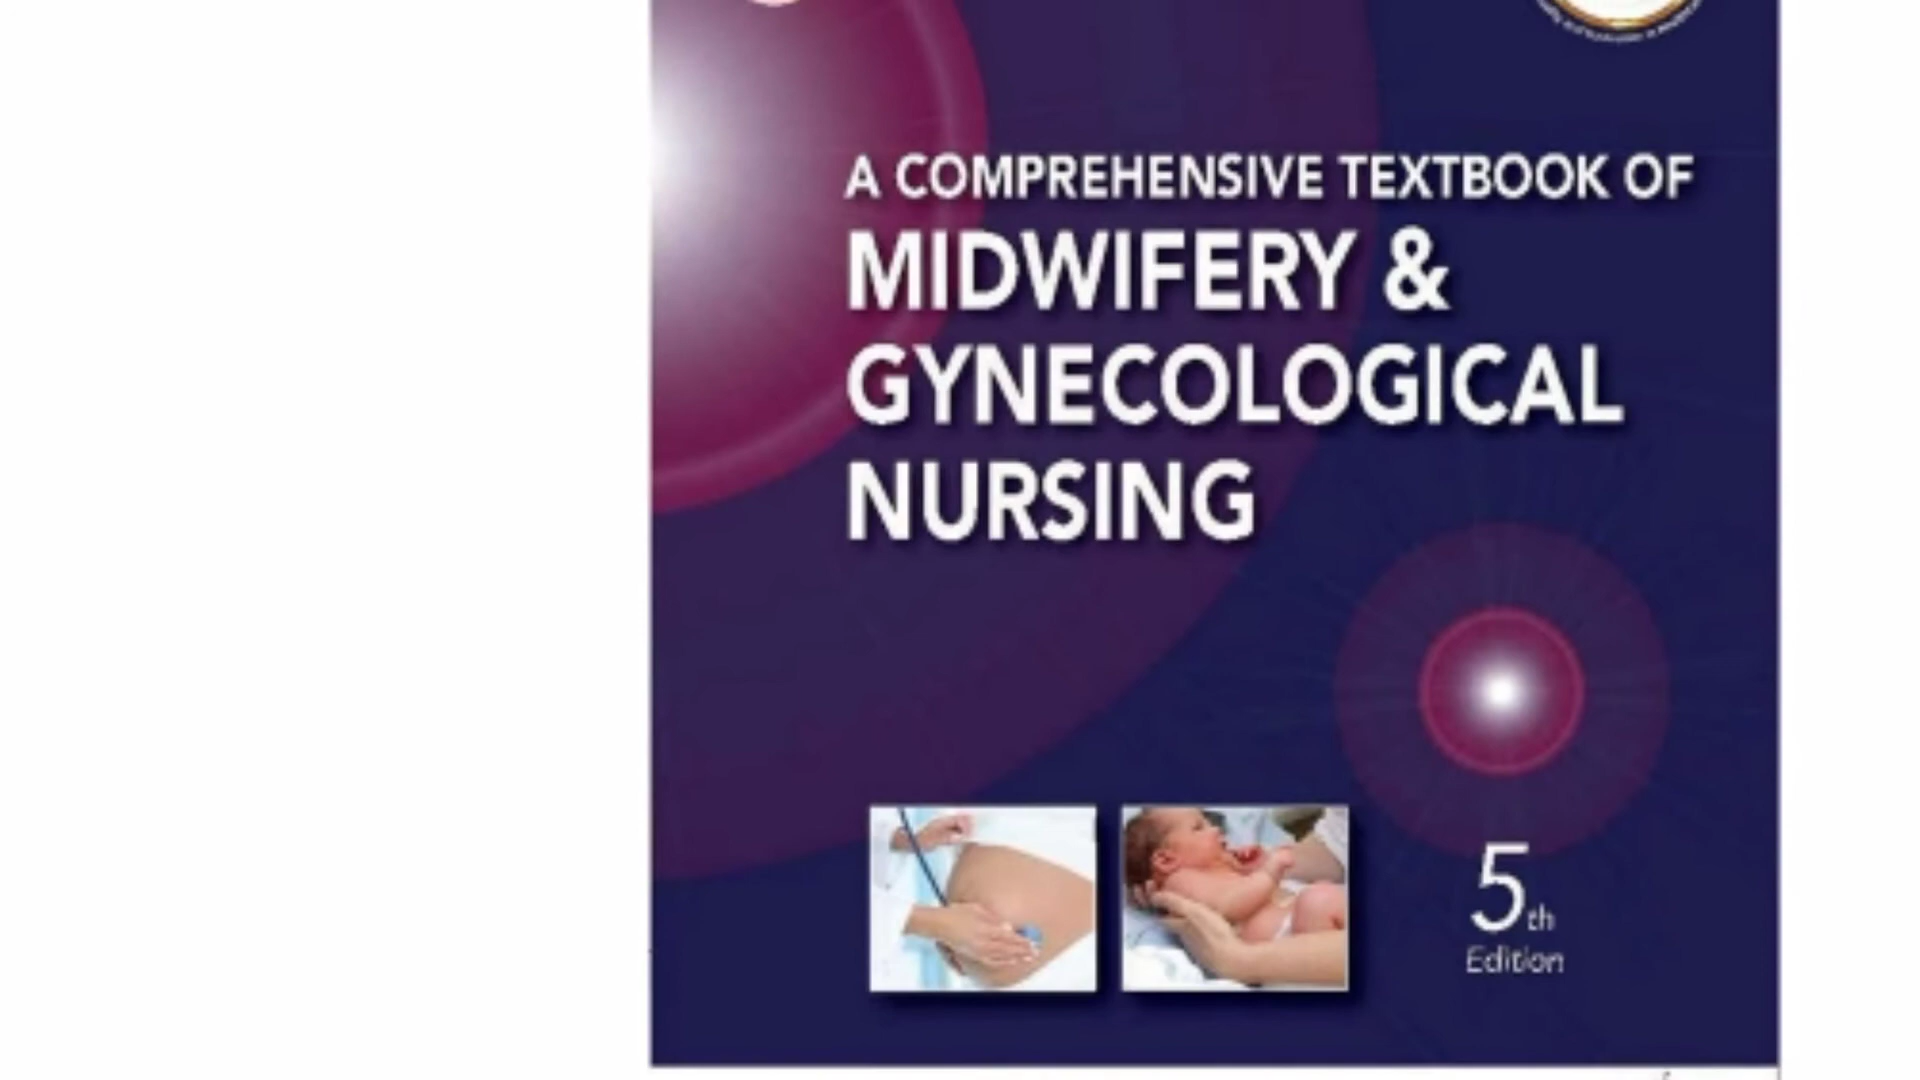 A COMPREHENSIVE TEXTBOOK OF
MIDWIFERY &
GYNECOLOGICAL
NURSING
5th
Edition